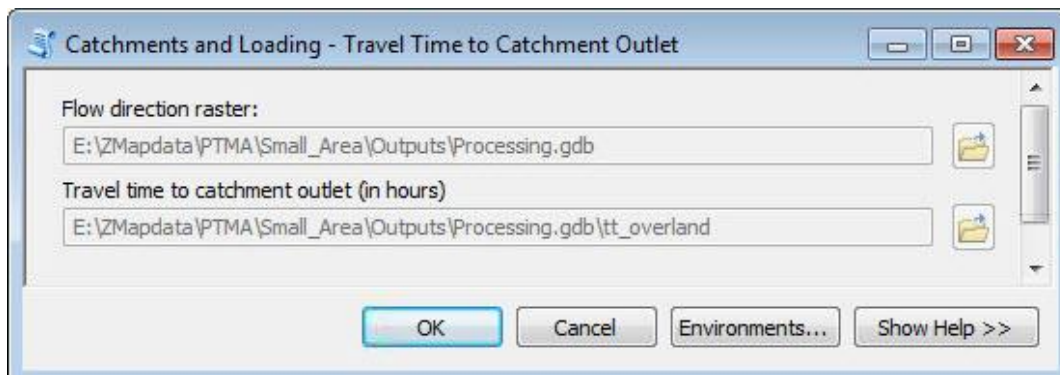 Catchments and Loading - Travel Time to Catchment Outlet
Flow direction raster:
E:\ZMapdata\PTMA\Small_Area\Outputs\Processing.gdb
Travel time to catchment outlet (in hours)
E:\ZMapdata\PTMA\Small_Area\Outputs\Processing.gdb\tt_overland
OK Cancel Environments... Show Help >>